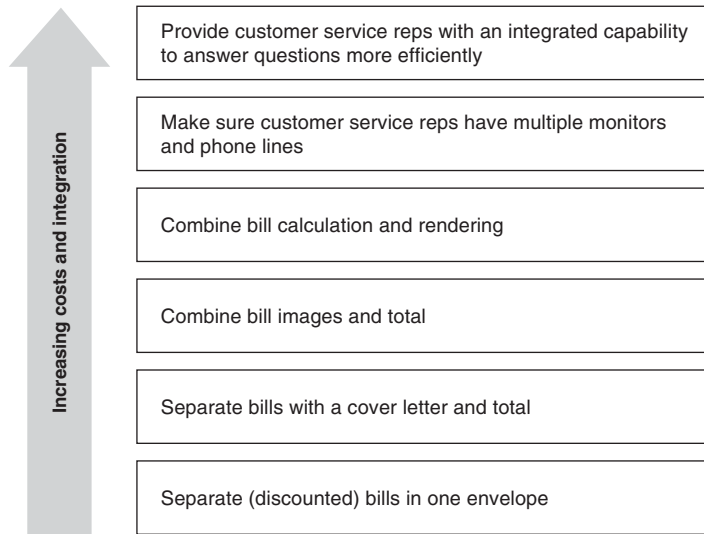 Increasing costs and integration
Provide customer service reps with an integrated capability
to answer questions more efficiently
Make sure customer service reps have multiple monitors
and phone lines
Combine bill calculation and rendering
Combine bill images and total
Separate bills with a cover letter and total
Separate (discounted) bills in one envelope